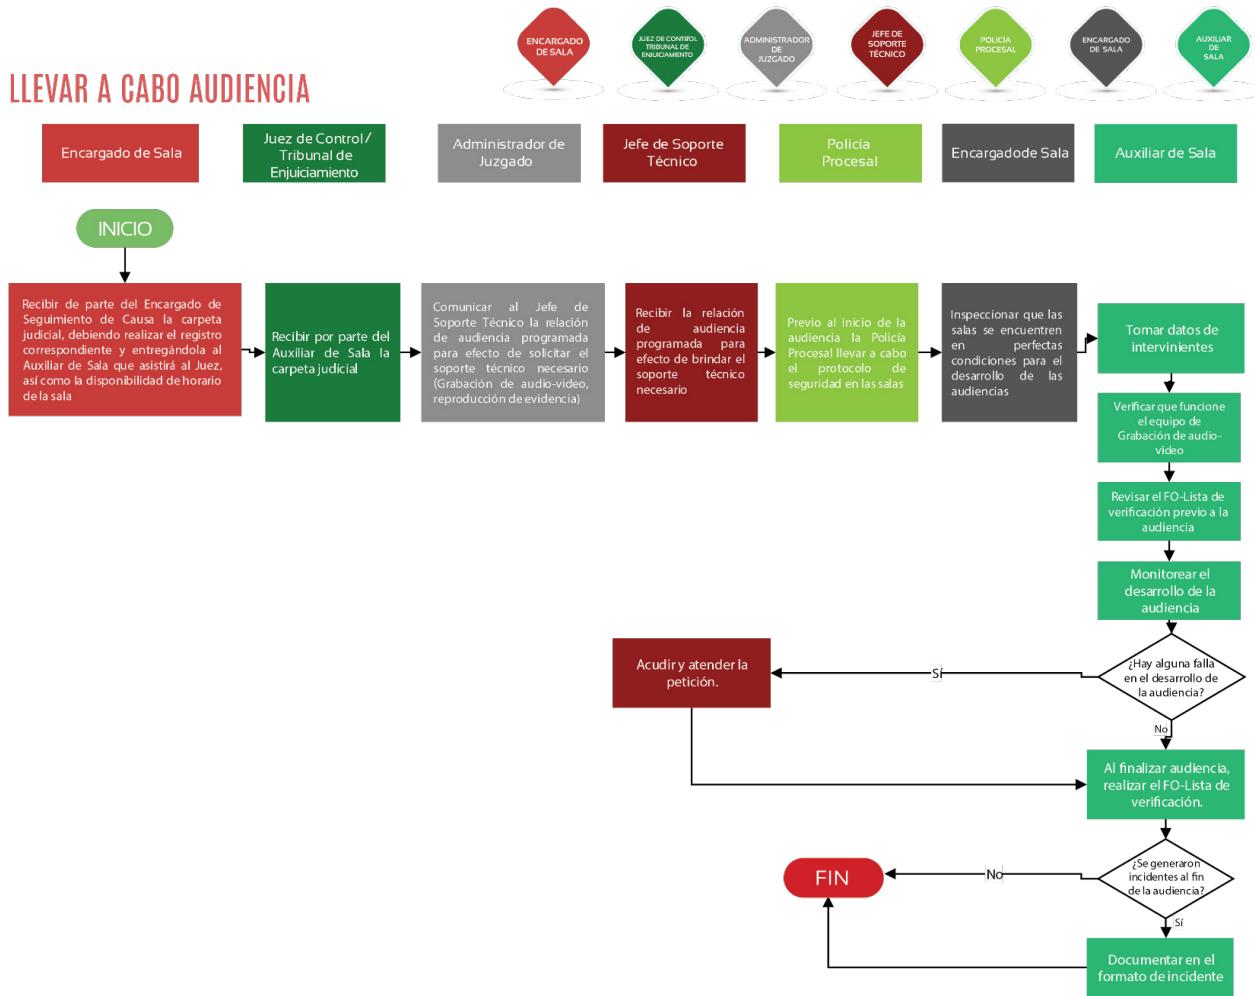 ENCARGADO
DE SALA
JUEZ DE CONTROL
TRIBUNAL DE
ENJUICIAMIENTO
ADMINISTRADOR
DE
JUZGADO
JEFE DE
SOPORTE
TÉCNICO
POLICÍA
PROCESAL
ENCARGADO
DE SALA
AUXILIAR
DE
SALA
LLEVAR A CABO AUDIENCIA
Encargado de Sala
Juez de Control /
Tribunal de
Enjuiciamiento
Administrador de
Juzgado
Jefe de Soporte
Técnico
Policía
Procesal
Encargadode Sala
Auxiliar de Sala
INICIO
Recibir de parte del Encargado de
Seguimiento de Causa la carpeta
judicial, debiendo realizar el registro
correspondiente y entregándola al
Auxiliar de Sala que asistirá al Juez,
así como la disponibilidad de horario
de la sala
Recibir por parte del
Auxiliar de Sala la
carpeta judicial
Comunicar al Jefe de
Soporte Técnico la relación
de audiencia programada
para efecto de solicitar el
soporte técnico necesario
(Grabación de audio-video,
reproducción de evidencia)
Recibir la relación
de audiencia
programada para
efecto de brindar el
soporte técnico
necesario
Previo al inicio de la
audiencia la Policía
Procesal llevar a cabo
el protocolo de
seguridad en las salas
Inspeccionar que las
salas se encuentren
en perfectas
condiciones para el
desarrollo de las
audiencias
Tomar datos de
intervinientes
Verificar que funcione
el equipo de
Grabación de audio-
video
Revisar el FO-Lista de
verificación previo a la
audiencia
Monitorear el
desarrollo de la
audiencia
¿Hay alguna falla
en el desarrollo de
la audiencia?
Sí
Acudir y atender la
petición.
No
Al finalizar audiencia,
realizar el FO-Lista de
verificación.
¿Se generaron
incidentes al fin
de la audiencia?
No
FIN
Sí
Documentar en el
formato de incidente